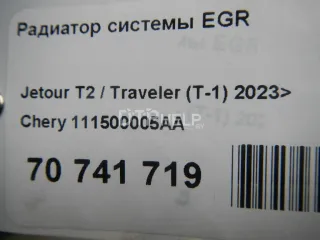 Радиатор системы EGR
Jetour T2 / Traveler (T-1) 2023>
Chery 111500005AA
70 741 719